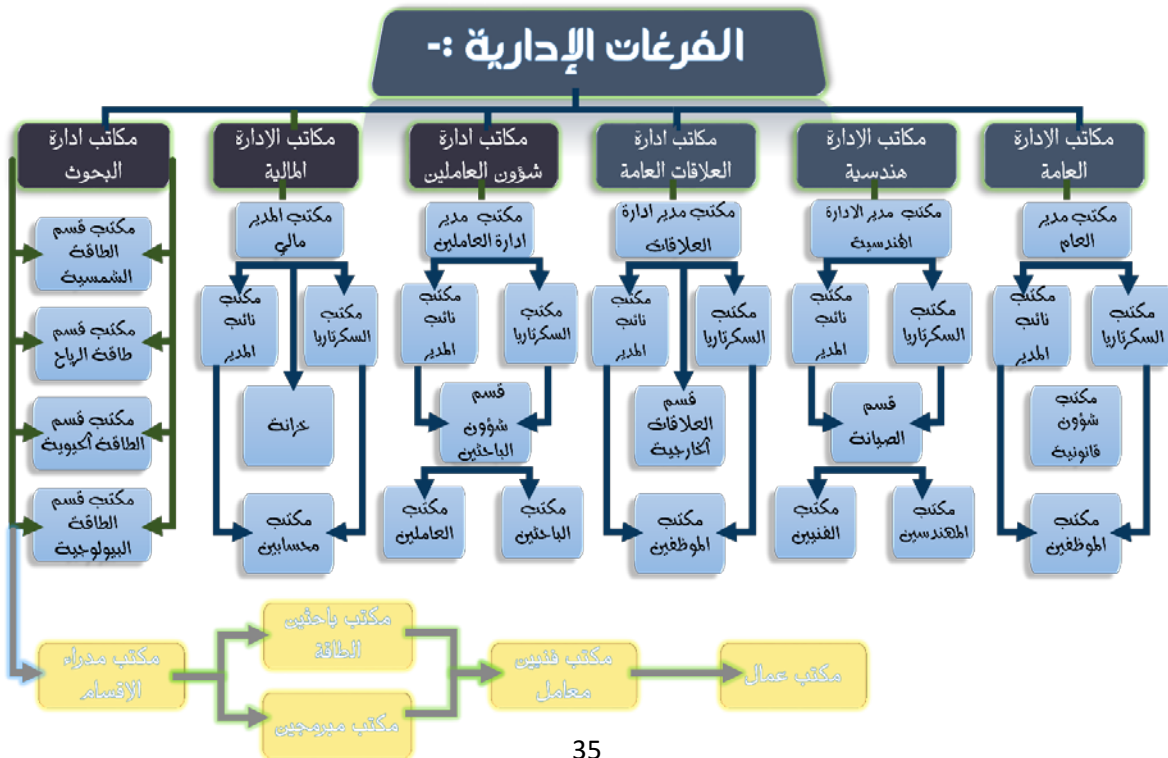 الفرغات الإدارية :-
مكاتب الإدارة
العامة
مكاتب الإدارة
هندسية
مكاتب ادارة
العلاقات العامة
مكاتب ادارة
شؤون العاملين
مكاتب الإدارة
المالية
مكاتب ادارة
البحوث
مكتب مدير
العام
مكتب مدير الادارة
الهندسية
مكتب مدير ادارة
العلاقات
مكتب مدير
ادارة العاملين
مكتب المدير
مالي
مكتب قسم
الطاقة
الشمسية
مكتب
السكرتاريا
مكتب
نائب
المدير
مكتب
السكرتاريا
مكتب
نائب
المدير
مكتب
السكرتاريا
مكتب
نائب
المدير
مكتب
السكرتاريا
مكتب
نائب
المدير
مكتب
السكرتاريا
مكتب
نائب
المدير
مكتب قسم
طاقة الرياح
مكتب
شؤون
قانونية
قسم
الصيانة
قسم
العلاقات
الخارجية
قسم
شؤون
الباحثين
خزانة
مكتب قسم
الطاقة الحيوية
مكتب
الموظفين
مكتب
المهندسين
مكتب
الفنيين
مكتب
الموظفين
مكتب
الباحثين
مكتب
العاملين
مكتب
محسابين
مكتب قسم
الطاقة
البيولوجية
مكتب مدراء
الاقسام
مكتب باحثين
الطاقة
مكتب مبرمجين
مكتب فنيين
معامل
مكتب عمال
35